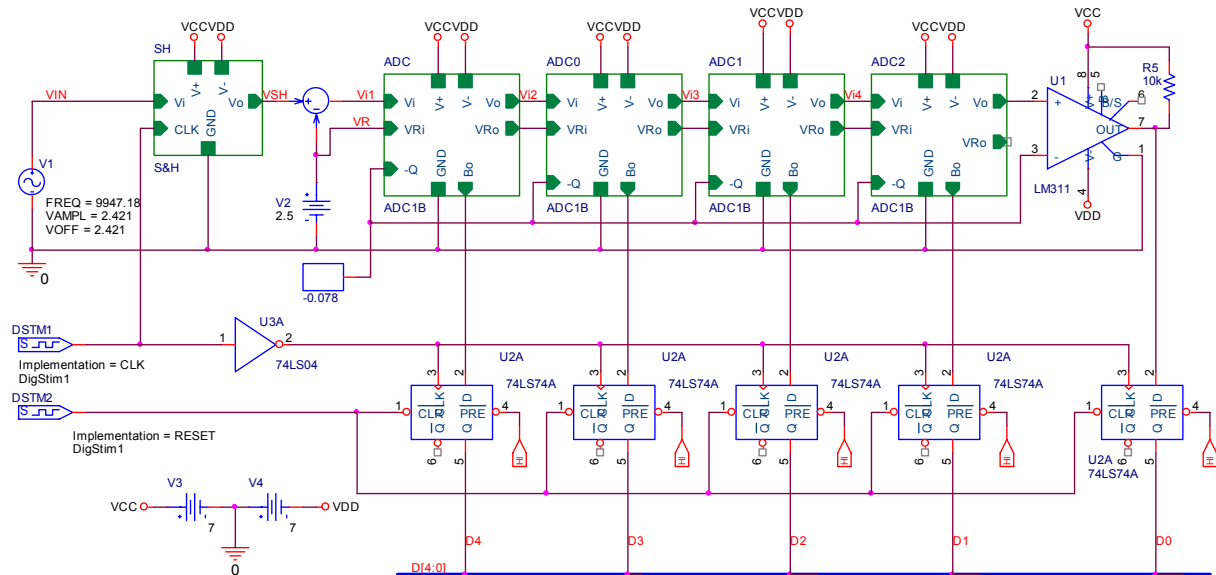 SH
VCCVDD
Vi
CLK
V+
V-
GND
Vo
S&H
VIN
VSH
V1
FREQ = 9947.18
VAMPL = 2.421
VOFF = 2.421
0
+
-
Vi1
VR
V2
2.5
-0.078
VCCVDD
ADC
Vi
VRi
-Q
V+
V-
Vo
VRo
GND
Bo
ADC1B
Vi2
VCCVDD
ADC0
Vi
VRi
-Q
V+
V-
Vo
VRo
GND
Bo
ADC1B
Vi3
VCCVDD
ADC1
Vi
VRi
-Q
V+
V-
Vo
VRo
GND
Bo
ADC1B
Vi4
VCCVDD
ADC2
Vi
VRi
-Q
V+
V-
Vo
VRo
GND
Bo
ADC1B
VCC
U1
R5
10k
2
+
3
-
8
5
V+
B/S
6
OUT
7
V-
G
1
4
LM311
VDD
DSTM1
S
Implementation = CLK
DigStim1
DSTM2
S
Implementation = RESET
DigStim1
1
U3A
2
74LS04
U2A
74LS74A
3
2
1
CLR
CLK
D
PRE
4
Q
Q
6
5
H
U2A
74LS74A
3
2
1
CLR
CLK
D
PRE
4
Q
Q
6
5
H
U2A
74LS74A
3
2
1
CLR
CLK
D
PRE
4
Q
Q
6
5
H
U2A
74LS74A
3
2
1
CLR
CLK
D
PRE
4
Q
Q
6
5
H
3
2
1
CLR
CLK
D
PRE
4
Q
Q
6
5
H
U2A
74LS74A
VCC
V3
7
V4
7
VDD
0
D4
D3
D2
D1
D0
D[4:0]